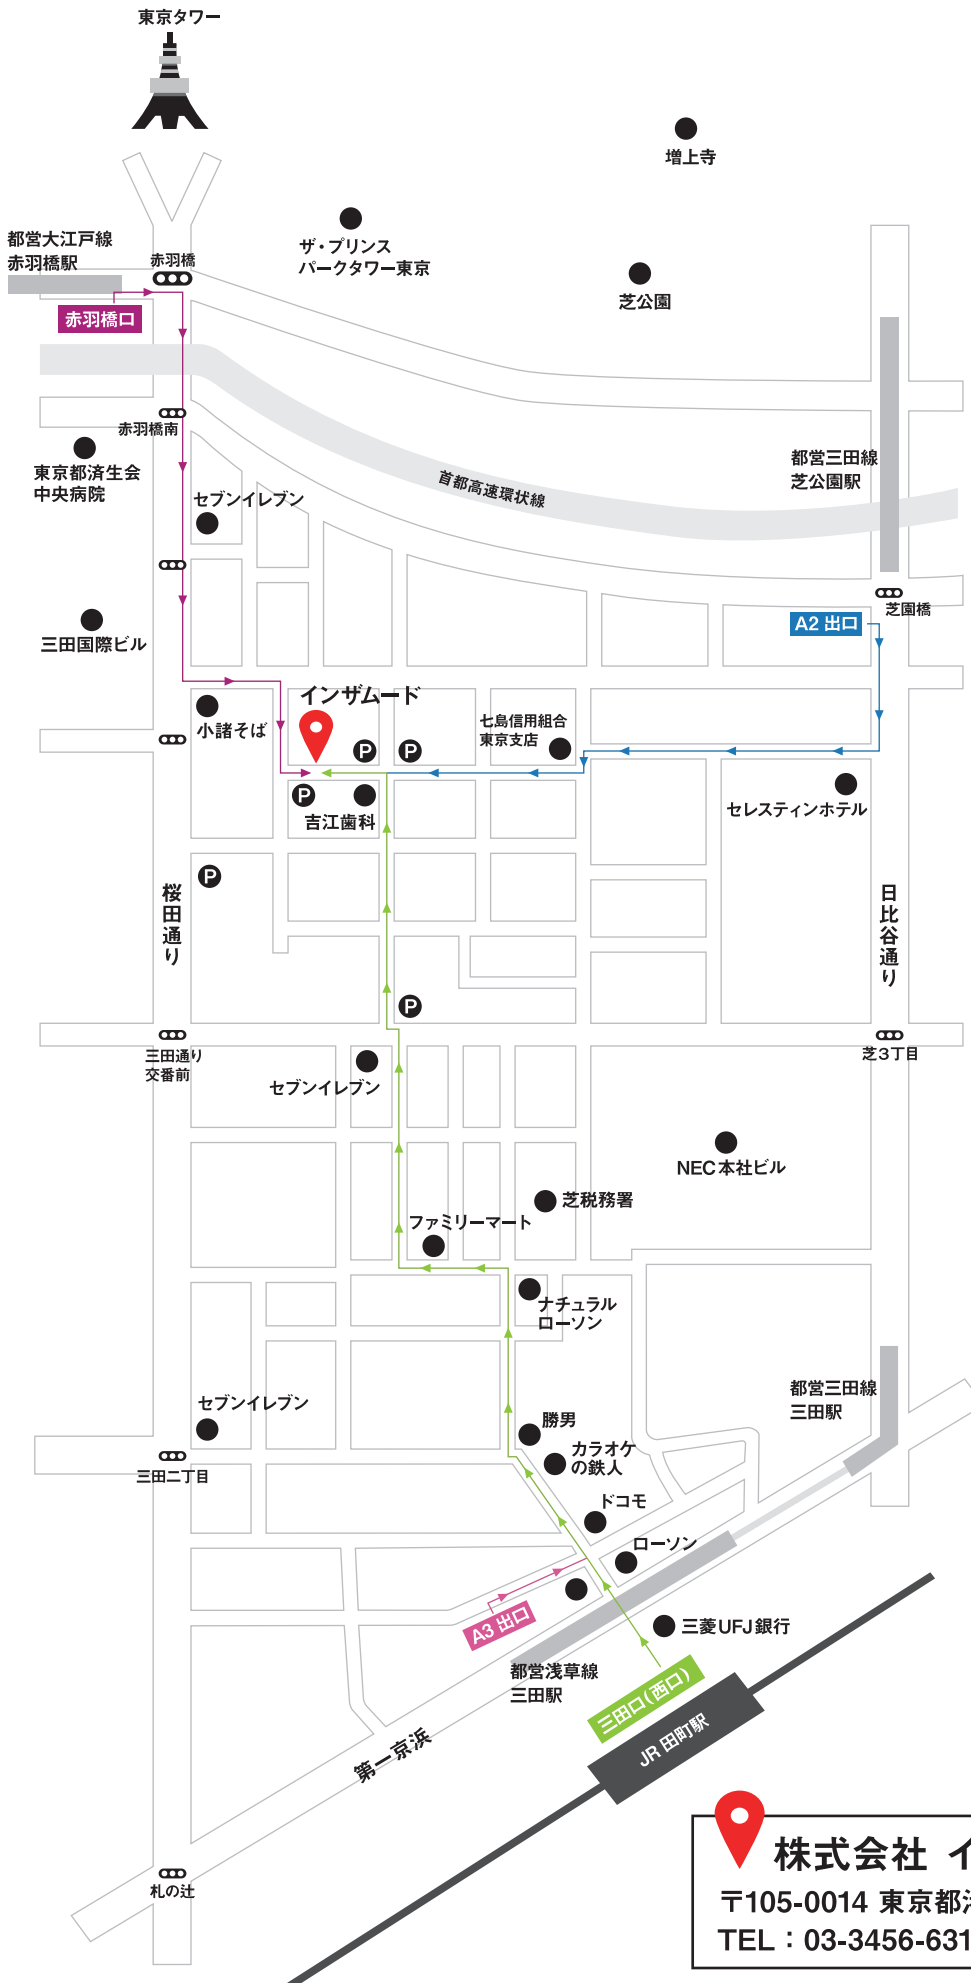 東京タワー
増上寺
ザ・プリンス
パークタワー東京
都営大江戸線
赤羽橋駅
赤羽橋
芝公園
赤羽橋口
赤羽橋南
東京都済生会
中央病院
セブンイレブン
首都高速環状線
都営三田線
芝公園駅
芝園橋
A2 出口
三田国際ビル
インザムード
小諸そば
七島信用組合
東京支店
P
P
P
吉江歯科
セレスティンホテル
P
桜田通り
日比谷通り
P
三田通り
交番前
セブンイレブン
芝3丁目
NEC本社ビル
芝税務署
ファミリーマート
ナチュラル
ローソン
都営三田線
三田駅
セブンイレブン
勝男
カラオケ
の鉄人
三田二丁目
ドコモ
ローソン
A3 出口
三菱UFJ銀行
都営浅草線
三田駅
三田口(西口)
JR 田町駅
第一京浜
札の辻
株式会社 イ
〒105-0014 東京都
TEL：03-3456-631